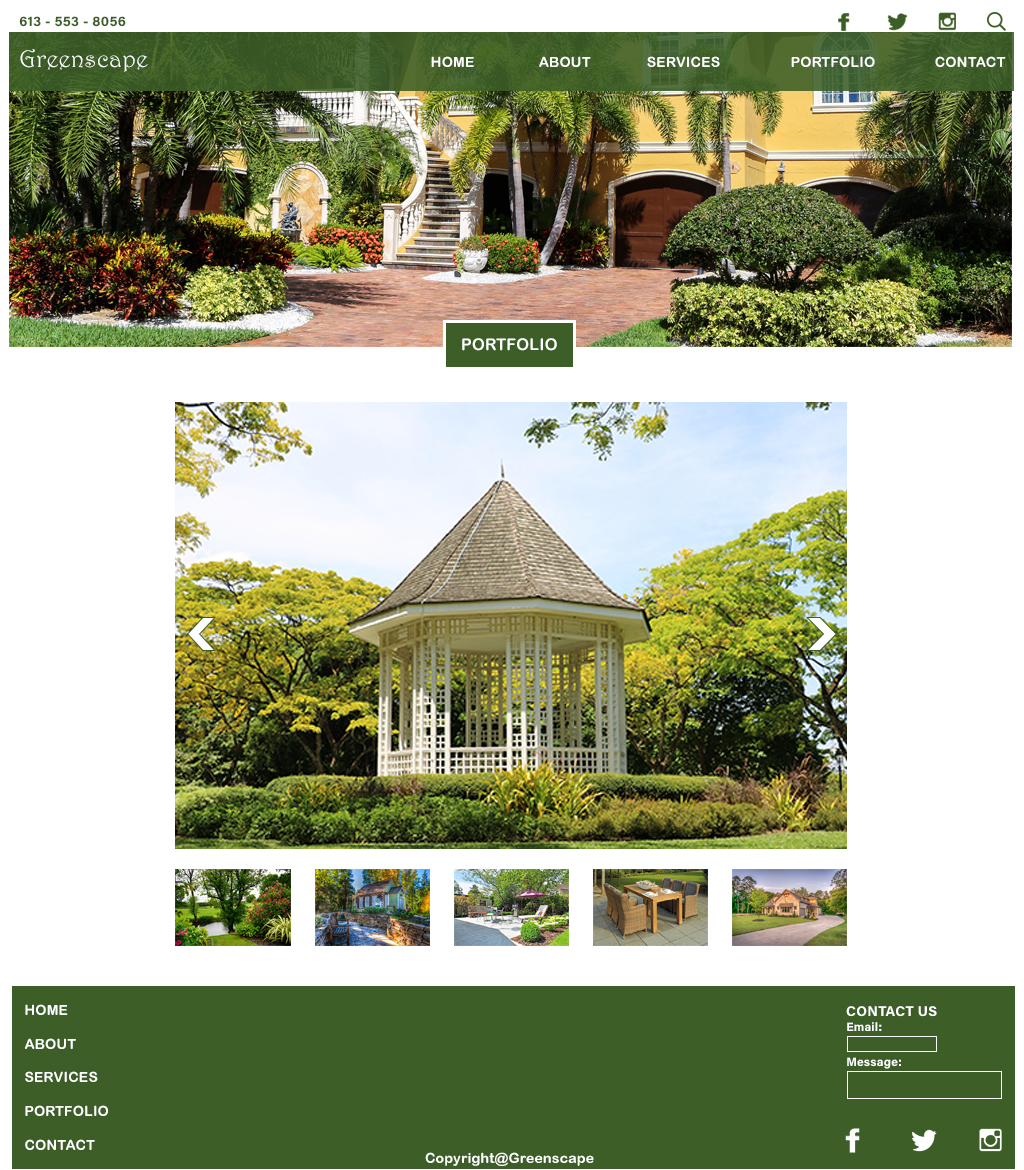 613 - 553 - 8056
Greenscape
HOME ABOUT SERVICES PORTFOLIO CONTACT
PORTFOLIO
HOME
ABOUT
SERVICES
PORTFOLIO
CONTACT
CONTACT US
Email:
Message:
Copyright@Greenscape